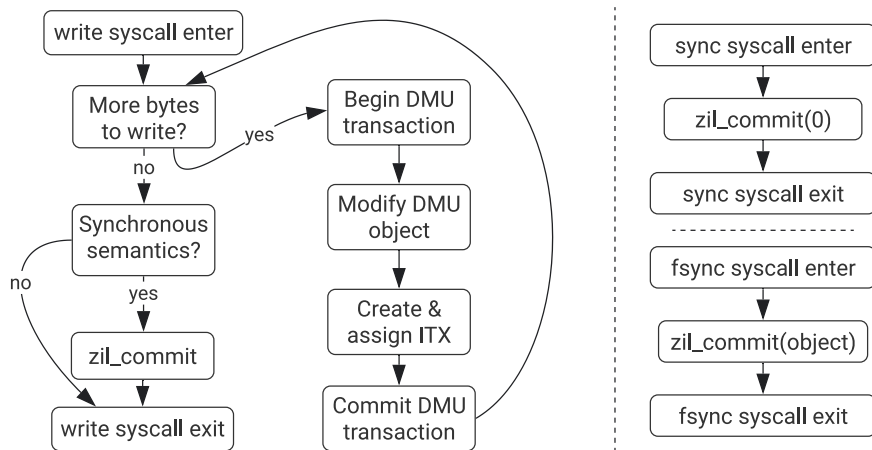 write syscall enter
More bytes
to write?
yes
no
Synchronous
semantics?
no
yes
zil_commit
write syscall exit
Begin DMU
transaction
Modify DMU
object
Create &
assign ITX
Commit DMU
transaction
sync syscall enter
zil_commit(0)
sync syscall exit
fsync syscall enter
zil_commit(object)
fsync syscall exit